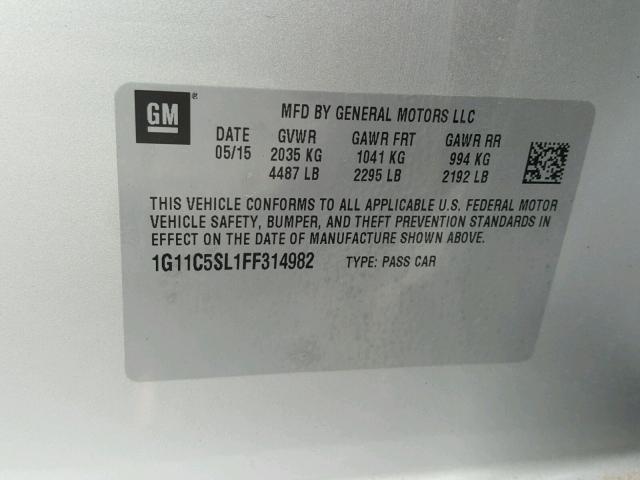 GM®
MFD BY GENERAL MOTORS LLC
DATE GVWR GAWR FRT GAWR RR
05/15 2035 KG 1041 KG 994 KG
4487 LB 2295 LB 2192 LB
THIS VEHICLE CONFORMS TO ALL APPLICABLE U.S. FEDERAL MOTOR
VEHICLE SAFETY, BUMPER, AND THEFT PREVENTION STANDARDS IN
EFFECT ON THE DATE OF MANUFACTURE SHOWN ABOVE.
1G11C5SL1FF314982 TYPE: PASS CAR